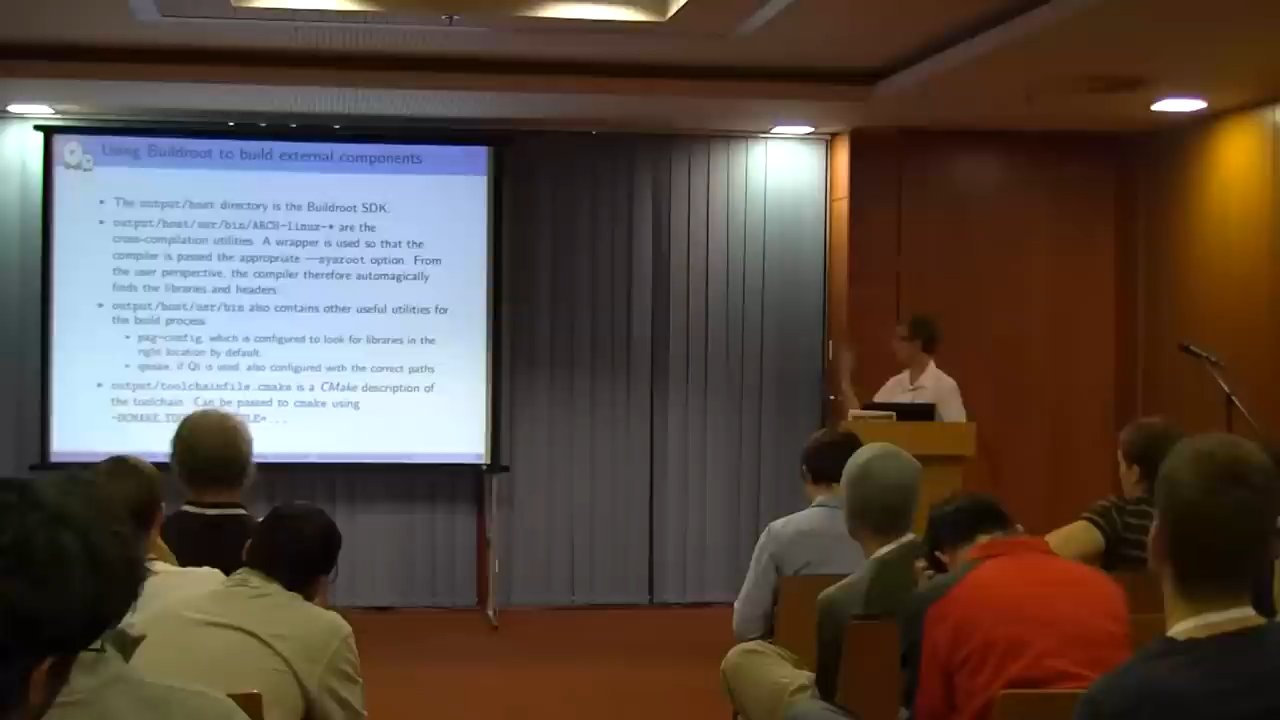 Using Buildroot to build external components
• The output/host directory is the Buildroot SDK.
• output/host/usr/bin/ARCH-linux-* are the
cross-compilation utilities. A wrapper is used so that the
compiler is passed the appropriate --sysroot option. From
the user perspective, the compiler therefore automagically
finds the libraries and headers.
• output/host/usr/bin also contains other useful utilities for
the build process
• pkg-config, which is configured to look for libraries in the
right location by default.
• qmake, if Qt is used, also configured with the correct paths
• output/toolchainfile.cmake is a CMake description of
the toolchain. Can be passed to cmake using